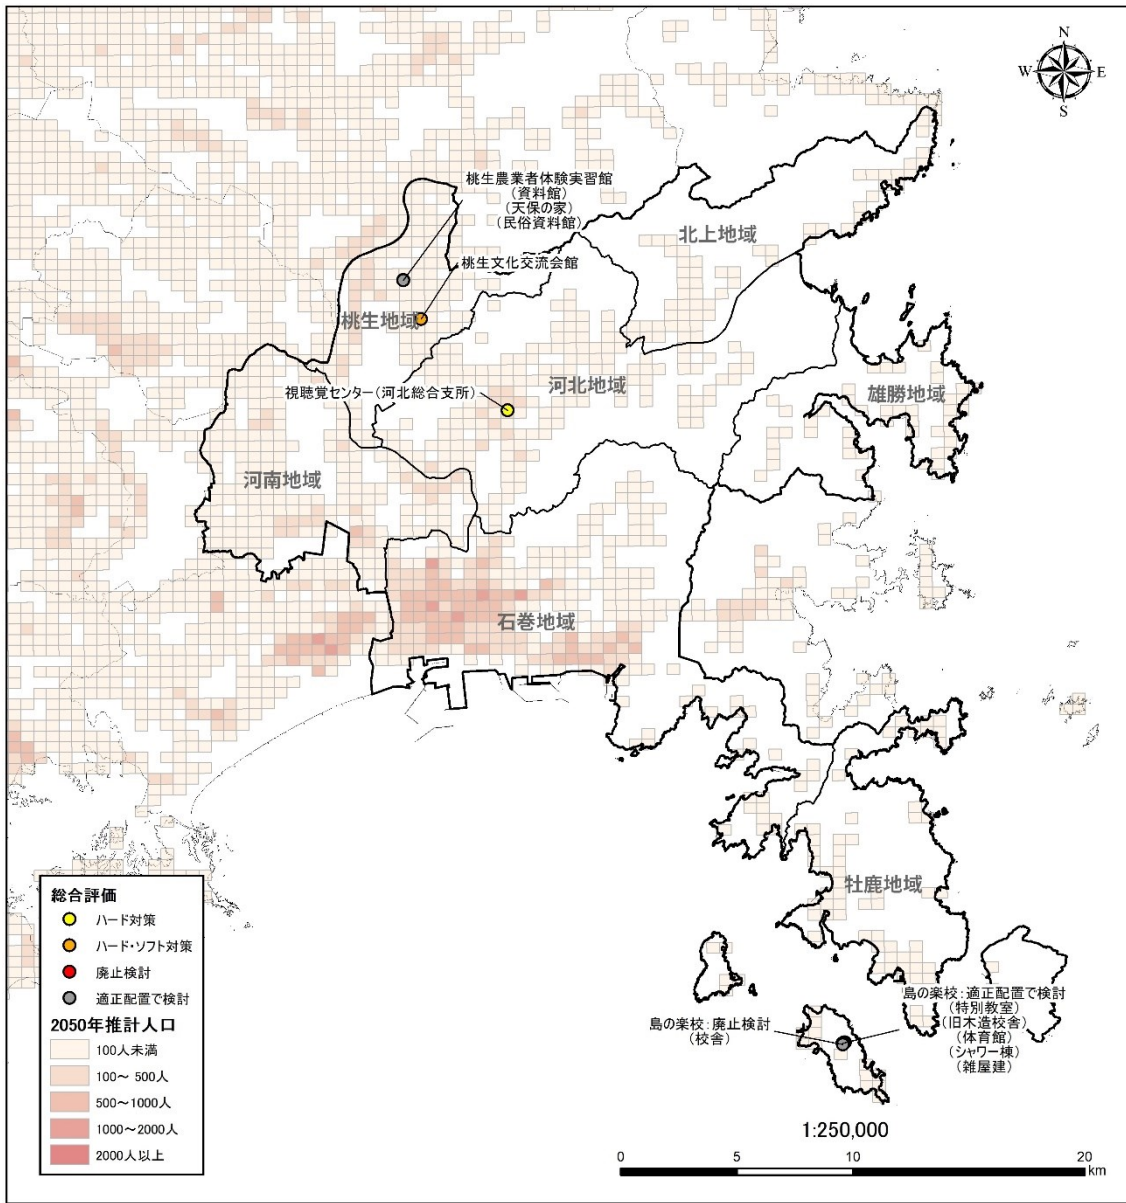 N
W
E
S
桃生農業者体験実習館
(資料館)
(天保の家)
(民俗資料館)
北上地域
桃生文化交流会館
桃生地域
視聴覚センター(河北総合支所)
河北地域
雄勝地域
河南地域
石巻地域
牡鹿地域
島の楽校:適正配置で検討
(特別教室)
(旧木造校舎)
(体育館)
(シャワー棟)
(雑屋建)
島の楽校:廃止検討
(校舎)
総合評価
ハード対策
ハード・ソフト対策
廃止検討
適正配置で検討
2050年推計人口
100人未満
100～ 500人
500～1000人
1000～2000人
2000人以上
1:250,000
0 5 10 20
km